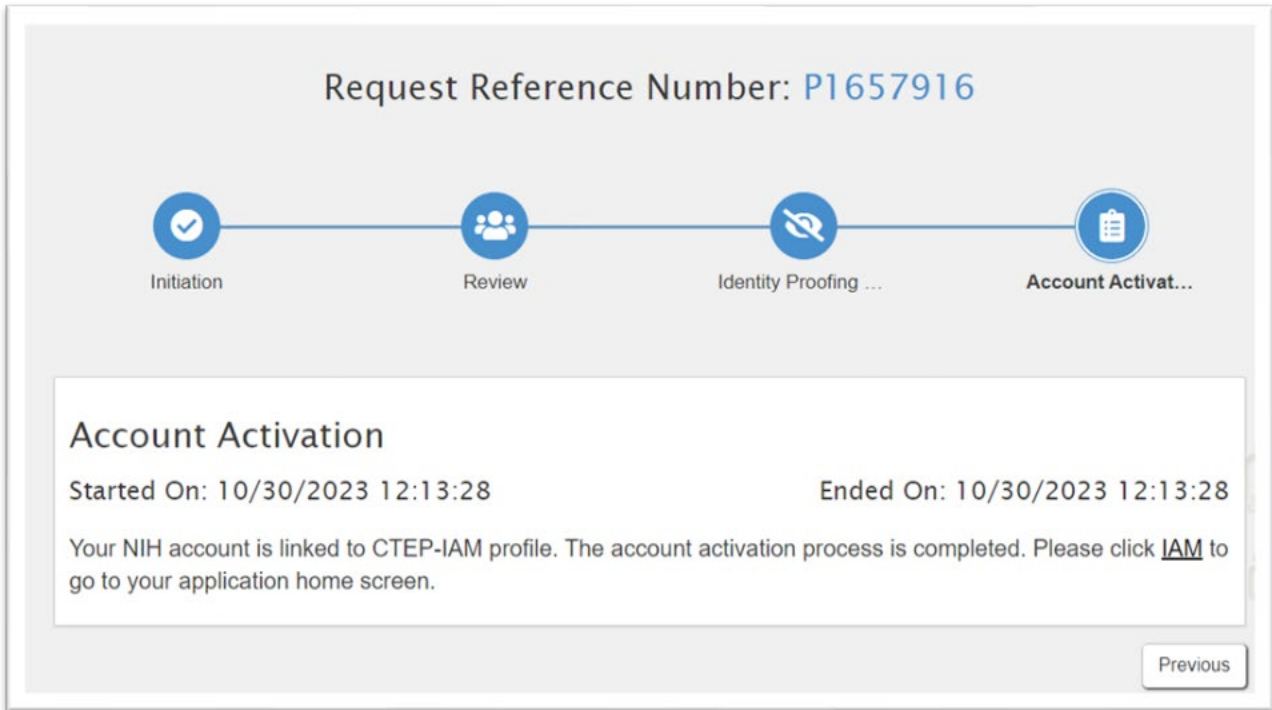 Request Reference Number: P1657916
Initiation
Review
Identity Proofing ...
Account Activat...
Account Activation
Started On: 10/30/2023 12:13:28
Ended On: 10/30/2023 12:13:28
Your NIH account is linked to CTEP-IAM profile. The account activation process is completed. Please click IAM to
go to your application home screen.
Previous